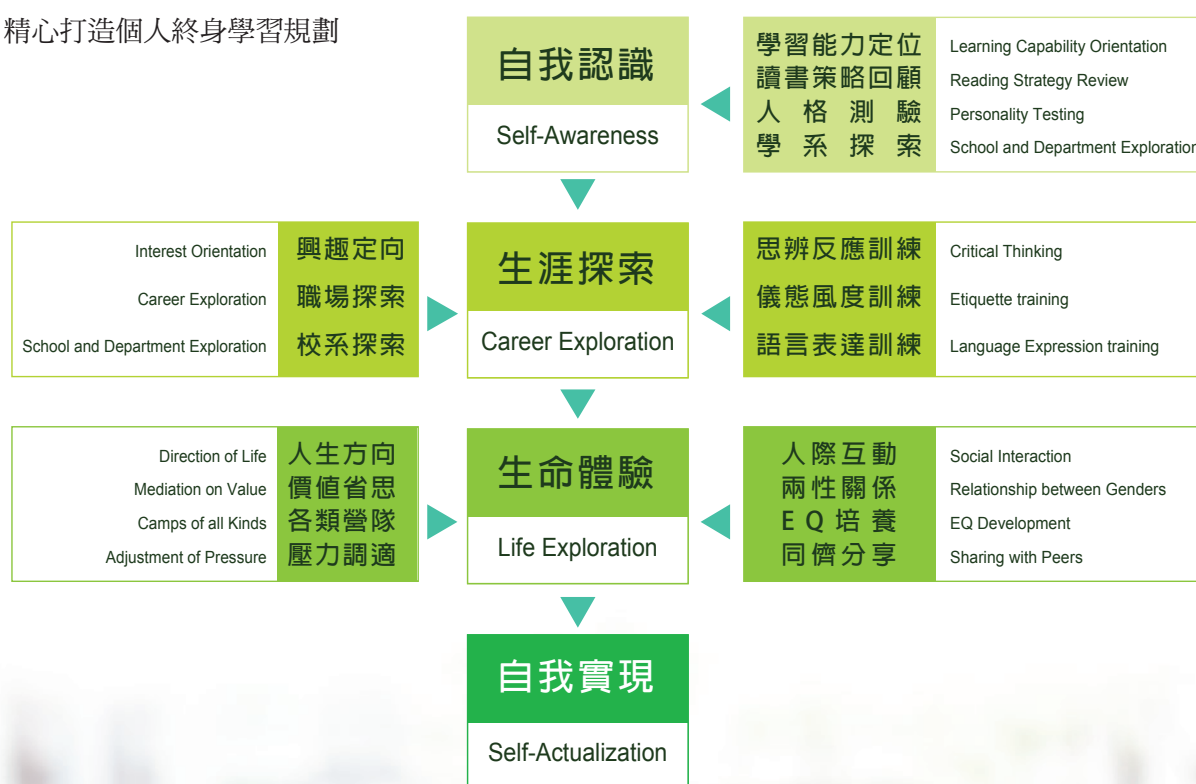 精心打造個人終身學習規劃
自我認識
Self-Awareness
學習能力定位
讀書策略回顧
人格測驗
學系探索
Learning Capability Orientation
Reading Strategy Review
Personality Testing
School and Department Exploration
Interest Orientation
Career Exploration
School and Department Exploration
興趣定向
職場探索
校系探索
生涯探索
Career Exploration
思辨反應訓練
儀態風度訓練
語言表達訓練
Critical Thinking
Etiquette training
Language Expression training
Direction of Life
Mediation on Value
Camps of all Kinds
Adjustment of Pressure
人生方向
價值省思
各類營隊
壓力調適
生命體驗
Life Exploration
人際互動
兩性關係
EQ培養
同儕分享
Social Interaction
Relationship between Genders
EQ Development
Sharing with Peers
自我實現
Self-Actualization